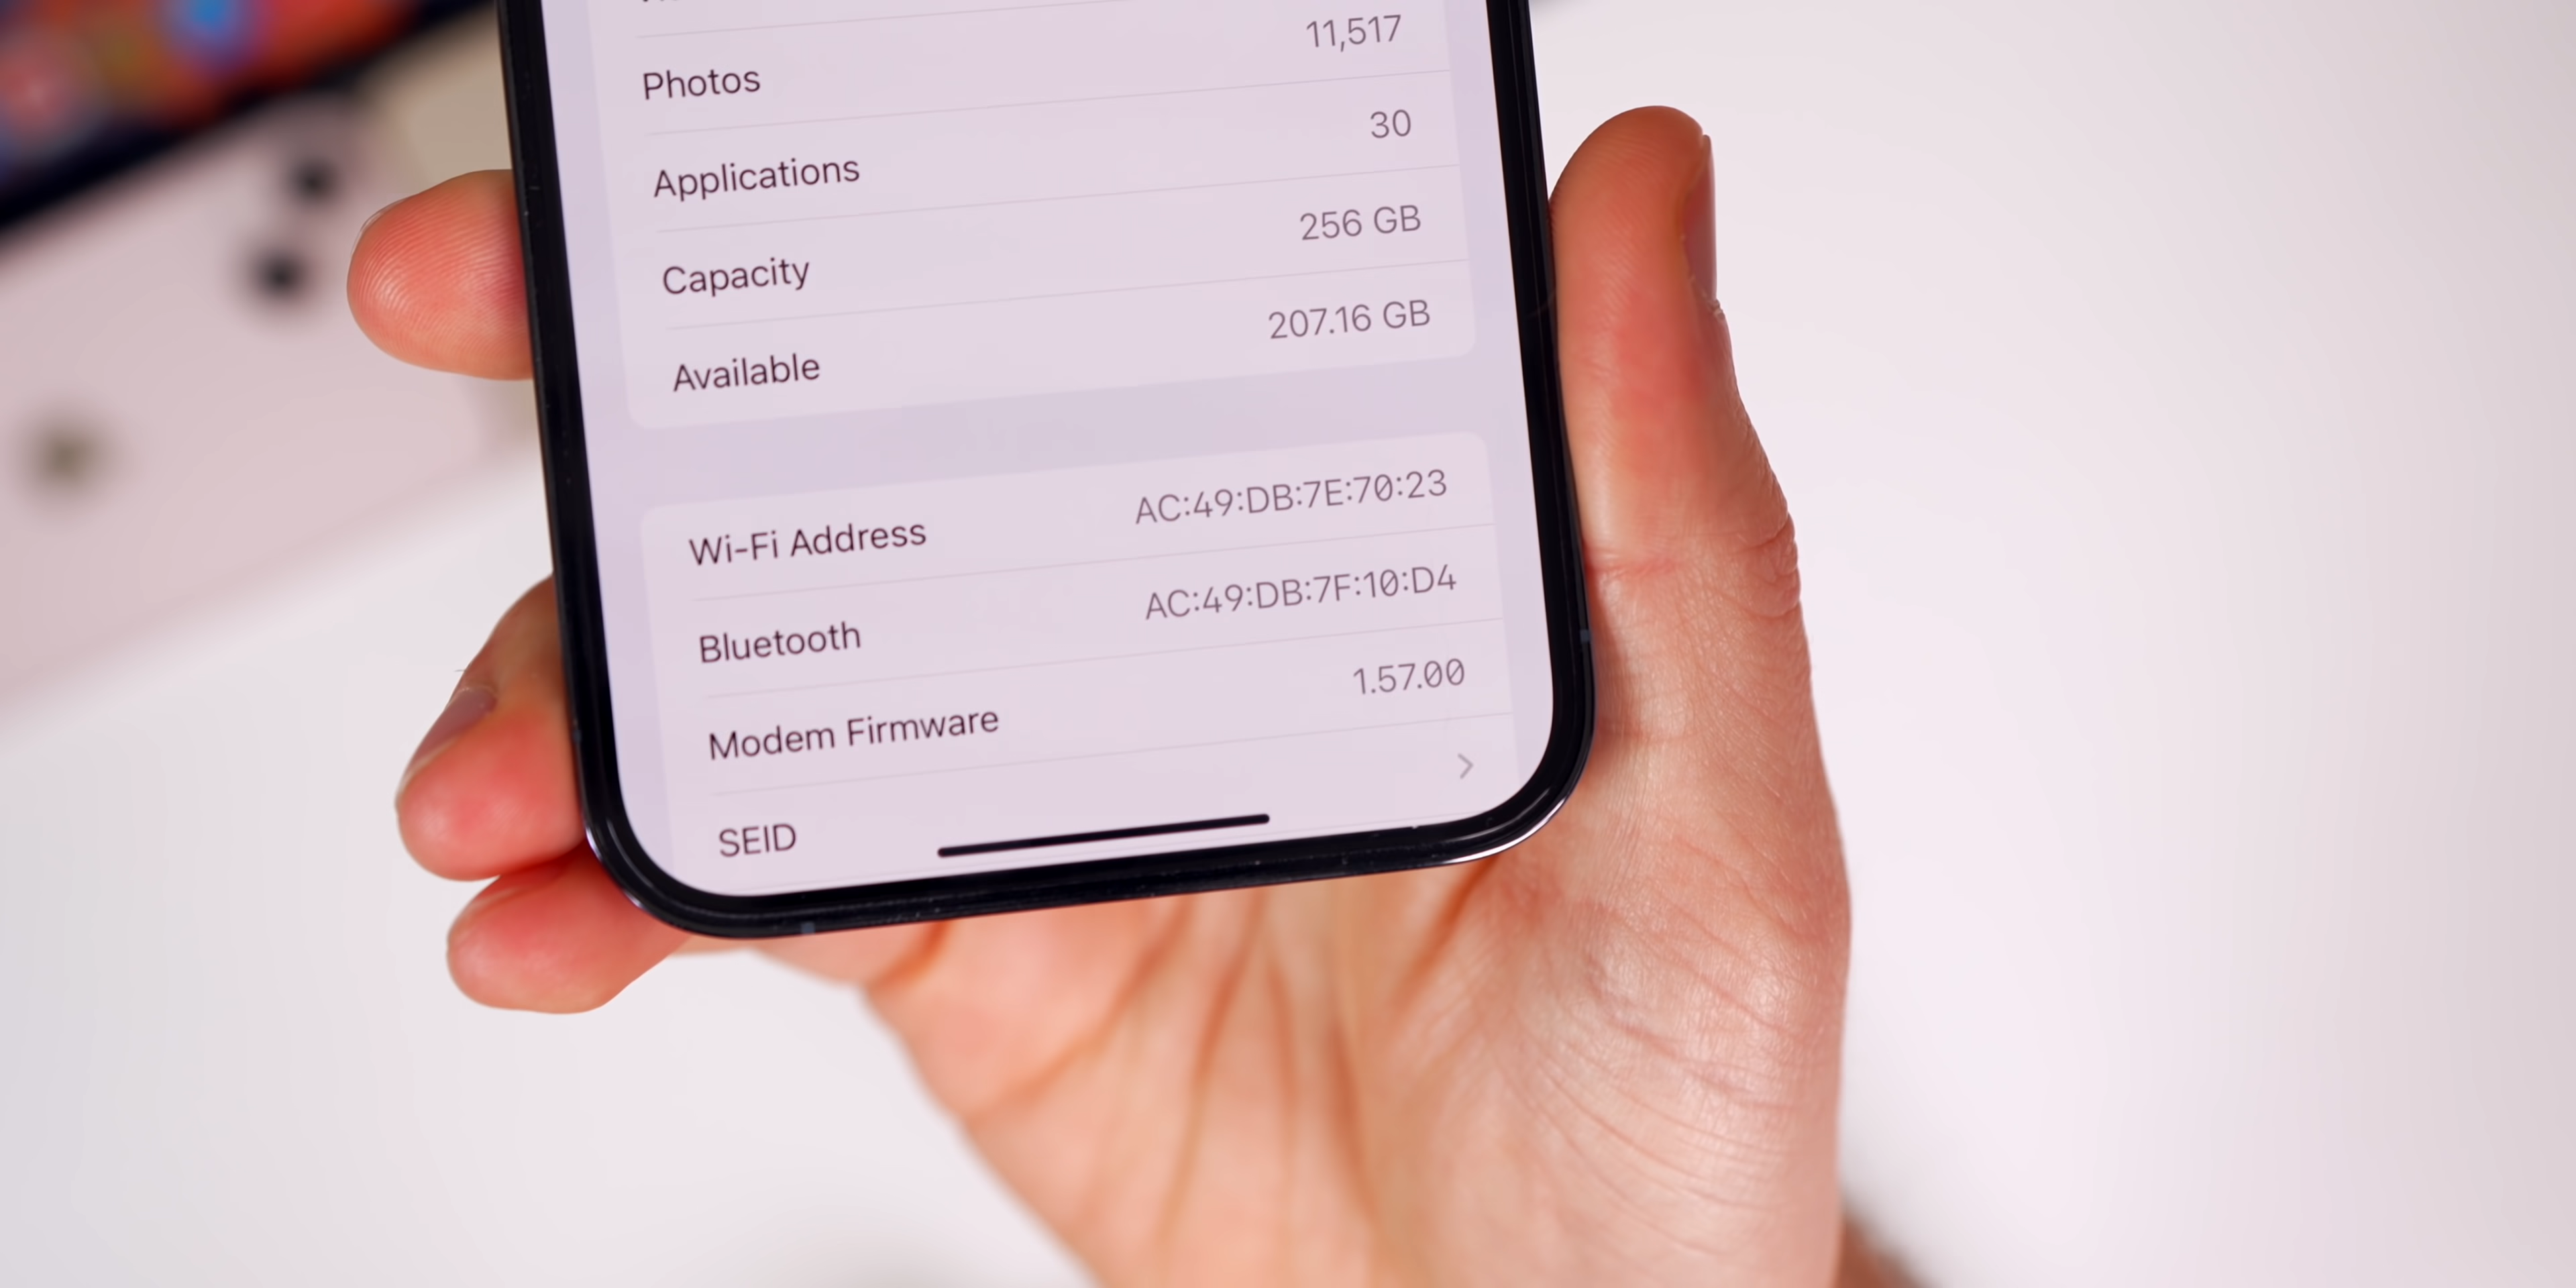 Photos 11,517
Applications 30
Capacity 256 GB
Available 207.16 GB
Wi-Fi Address AC:49:DB:7E:70:23
Bluetooth AC:49:DB:7F:10:D4
Modem Firmware 1.57.00
SEID